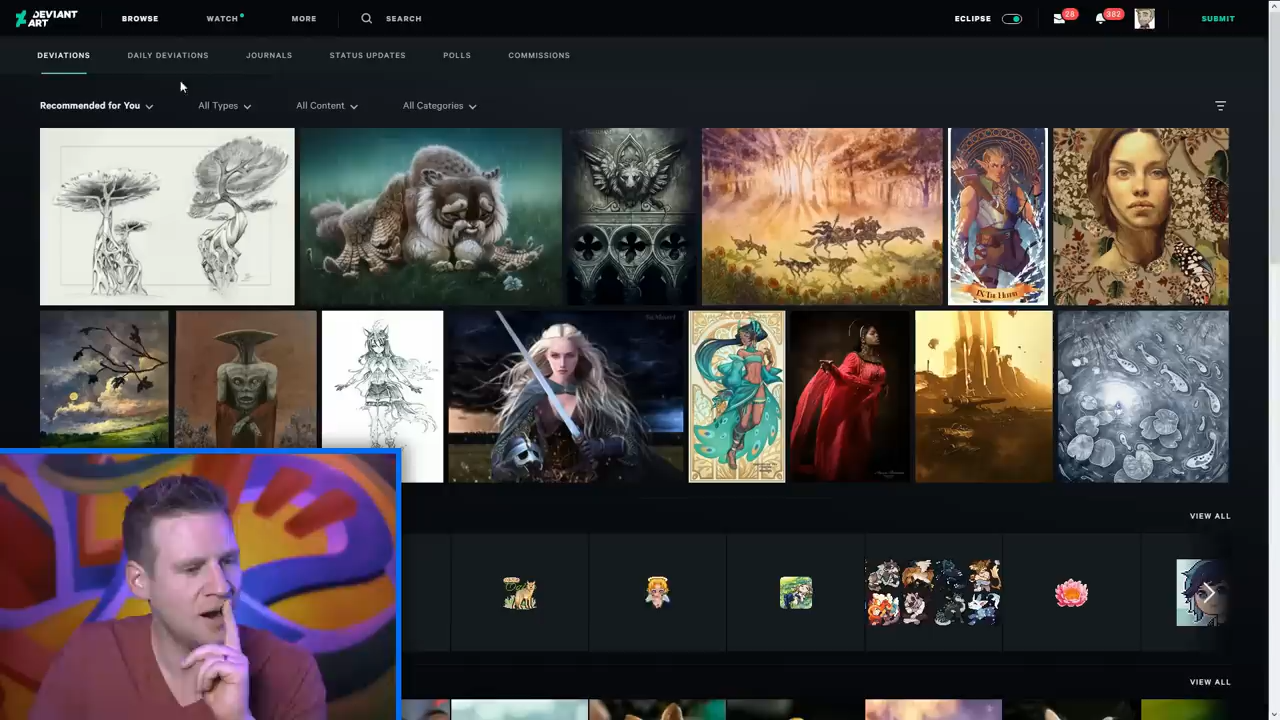 DEVIANT ART
BROWSE
WATCH
MORE
SEARCH
ECLIPSE
28
382
SUBMIT
DEVIATIONS
DAILY DEVIATIONS
JOURNALS
STATUS UPDATES
POLLS
COMMISSIONS
Recommended for You
All Types
All Content
All Categories
VIEW ALL
VIEW ALL